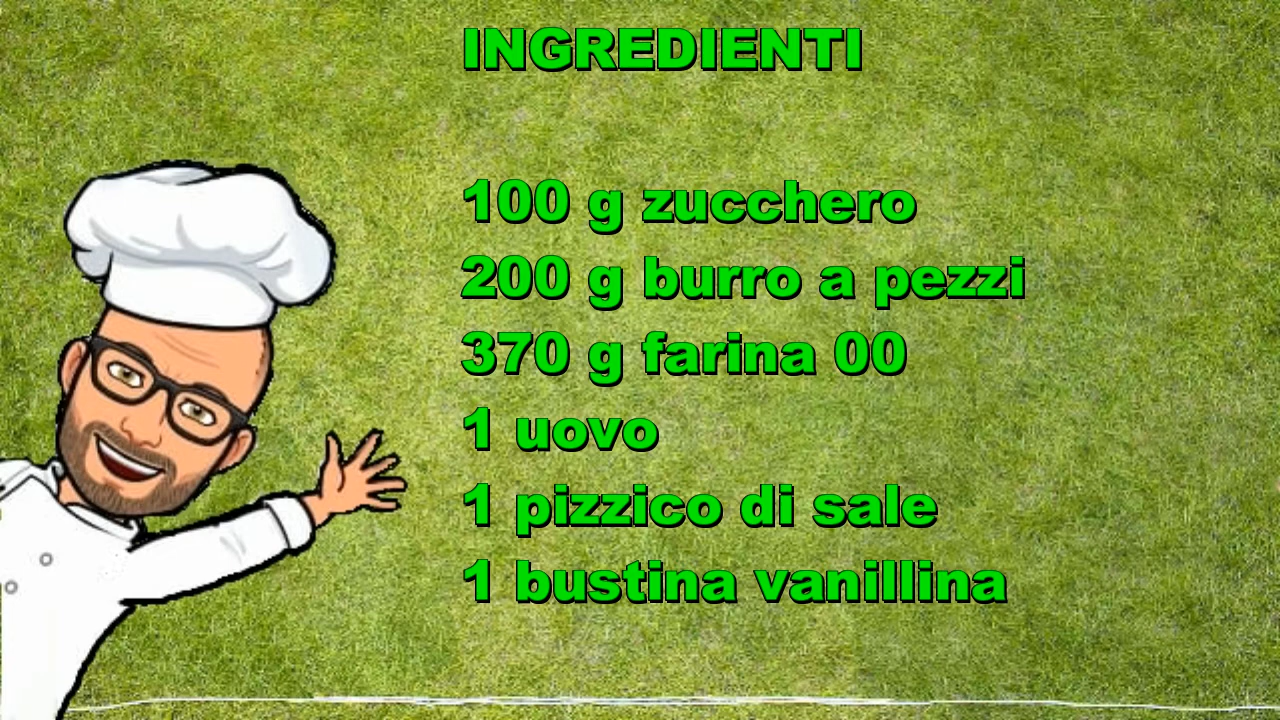 INGREDIENTI
100 g zucchero
200 g burro a pezzi
370 g farina 00
1 uovo
1 pizzico di sale
1 bustina vanillina